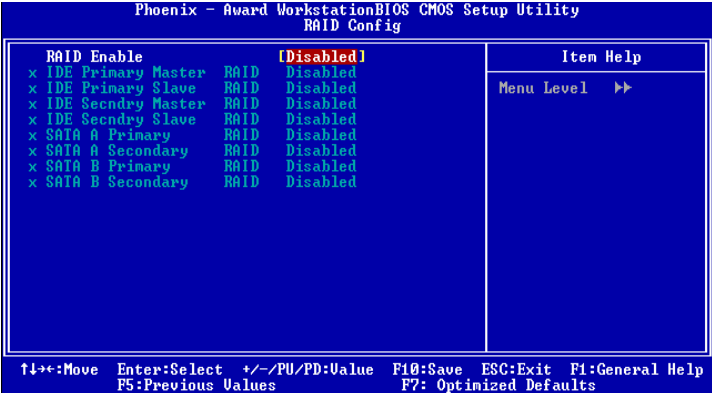 Phoenix - Award WorkstationBIOS CMOS Setup Utility
RAID Config
RAID Enable [Disabled]
x IDE Primary Master RAID Disabled
x IDE Primary Slave RAID Disabled
x IDE Secndry Master RAID Disabled
x IDE Secndry Slave RAID Disabled
x SATA A Primary RAID Disabled
x SATA A Secondary RAID Disabled
x SATA B Primary RAID Disabled
x SATA B Secondary RAID Disabled
Item Help
Menu Level ▶▶
↑↓→←:Move Enter:Select +/-/PU/PD:Value F10:Save ESC:Exit F1:General Help
F5:Previous Values F7: Optimized Defaults